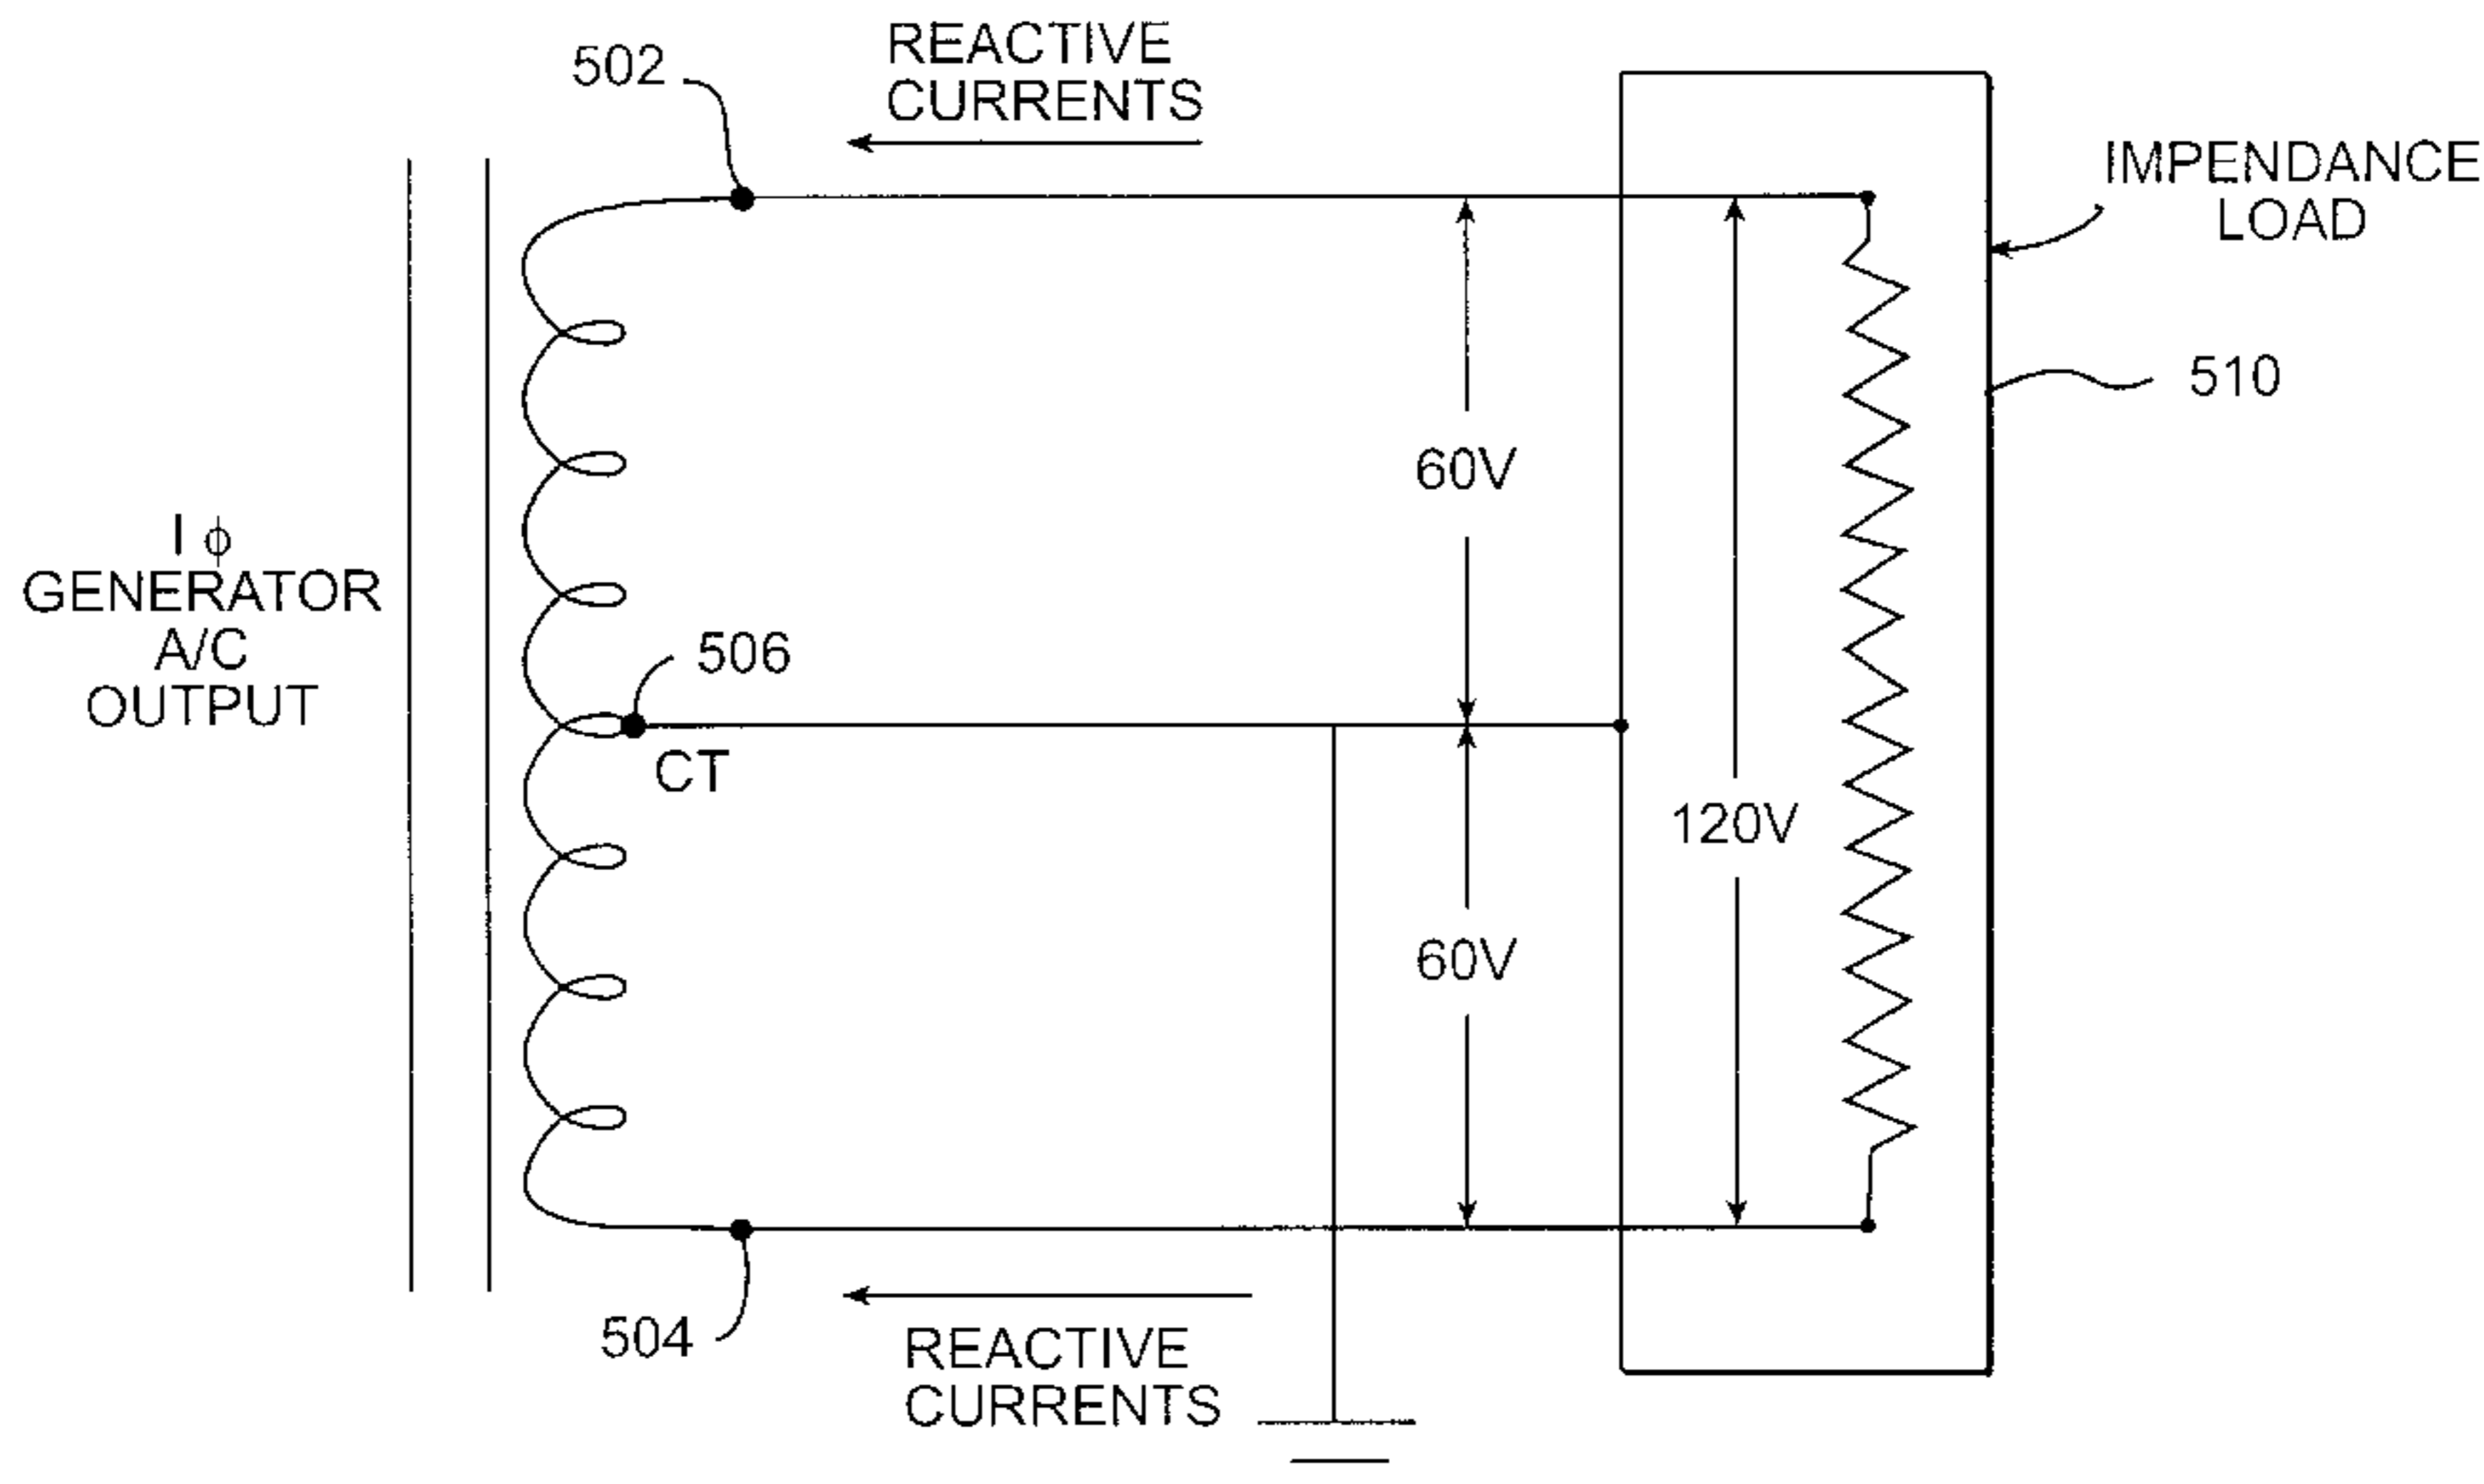 502
REACTIVE
CURRENTS
IMPENDANCE
LOAD
510
60V
I ϕ
GENERATOR
A/C
OUTPUT
506
CT
120V
60V
504
REACTIVE
CURRENTS